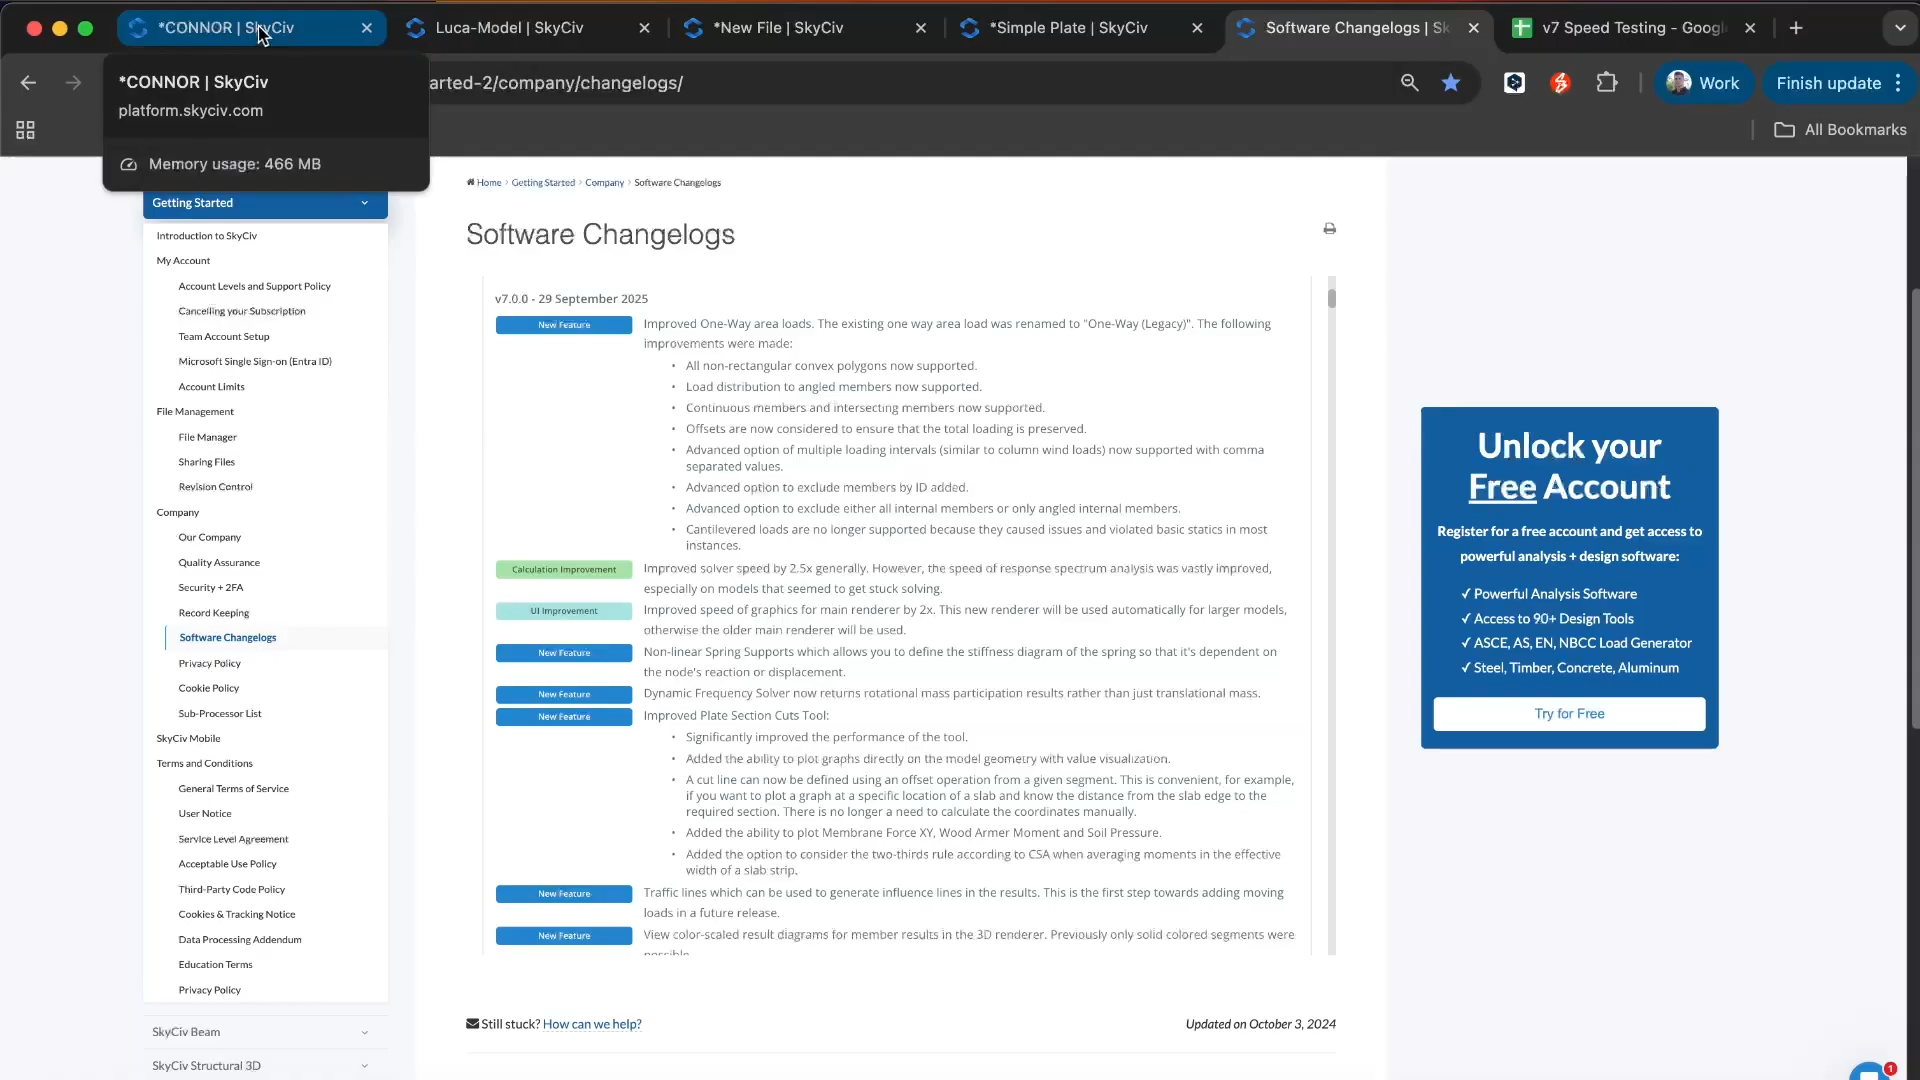 *CONNOR | SkyCiv
Luca-Model | SkyCiv
*New File | SkyCiv
*Simple Plate | SkyCiv
Software Changelogs | Sk
v7 Speed Testing - Googl
*CONNOR | SkyCiv
platform.skyciv.com
Memory usage: 466 MB
arted-2/company/changelogs/
Work
Finish update
All Bookmarks
Getting Started
Introduction to SkyCiv
My Account
Account Levels and Support Policy
Cancelling your Subscription
Team Account Setup
Microsoft Single Sign-on (Entra ID)
Account Limits
File Management
File Manager
Sharing Files
Revision Control
Company
Our Company
Quality Assurance
Security + 2FA
Record Keeping
Software Changelogs
Privacy Policy
Cookie Policy
Sub-Processor List
SkyCiv Mobile
Terms and Conditions
General Terms of Service
User Notice
Service Level Agreement
Acceptable Use Policy
Third-Party Code Policy
Cookies & Tracking Notice
Data Processing Addendum
Education Terms
Privacy Policy
SkyCiv Beam
SkyCiv Structural 3D
Home > Getting Started > Company > Software Changelogs
Software Changelogs
v7.0.0 - 29 September 2025
New Feature Improved One-Way area loads. The existing one way area load was renamed to "One-Way (Legacy)". The following
improvements were made:
• All non-rectangular convex polygons now supported.
• Load distribution to angled members now supported.
• Continuous members and intersecting members now supported.
• Offsets are now considered to ensure that the total loading is preserved.
• Advanced option of multiple loading intervals (similar to column wind loads) now supported with comma
separated values.
• Advanced option to exclude members by ID added.
• Advanced option to exclude either all internal members or only angled internal members.
• Cantilevered loads are no longer supported because they caused issues and violated basic statics in most
instances.
Calculation Improvement Improved solver speed by 2.5x generally. However, the speed of response spectrum analysis was vastly improved,
especially on models that seemed to get stuck solving.
UI Improvement Improved speed of graphics for main renderer by 2x. This new renderer will be used automatically for larger models,
otherwise the older main renderer will be used.
New Feature Non-linear Spring Supports which allows you to define the stiffness diagram of the spring so that it's dependent on
the node's reaction or displacement.
New Feature Dynamic Frequency Solver now returns rotational mass participation results rather than just translational mass.
New Feature Improved Plate Section Cuts Tool:
• Significantly improved the performance of the tool.
• Added the ability to plot graphs directly on the model geometry with value visualization.
• A cut line can now be defined using an offset operation from a given segment. This is convenient, for example,
if you want to plot a graph at a specific location of a slab and know the distance from the slab edge to the
required section. There is no longer a need to calculate the coordinates manually.
• Added the ability to plot Membrane Force XY, Wood Armer Moment and Soil Pressure.
• Added the option to consider the two-thirds rule according to CSA when averaging moments in the effective
width of a slab strip.
New Feature Traffic lines which can be used to generate influence lines in the results. This is the first step towards adding moving
loads in a future release.
New Feature View color-scaled result diagrams for member results in the 3D renderer. Previously only solid colored segments were
possible.
Still stuck? How can we help?
Updated on October 3, 2024
Unlock your
Free Account
Register for a free account and get access to
powerful analysis + design software:
✓ Powerful Analysis Software
✓ Access to 90+ Design Tools
✓ ASCE, AS, EN, NBCC Load Generator
✓ Steel, Timber, Concrete, Aluminum
Try for Free
1